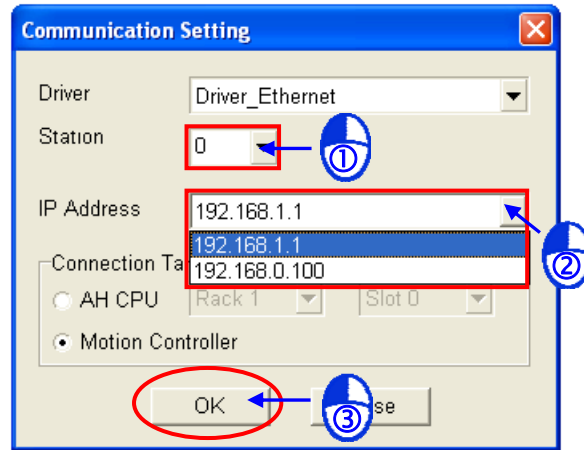 Communication Setting
Driver Driver_Ethernet
Station 0
①
IP Address 192.168.1.1
192.168.1.1
②
Connection Ta
192.168.0.100
AH CPU Rack 1 Slot 0
Motion Controller
OK ③ se